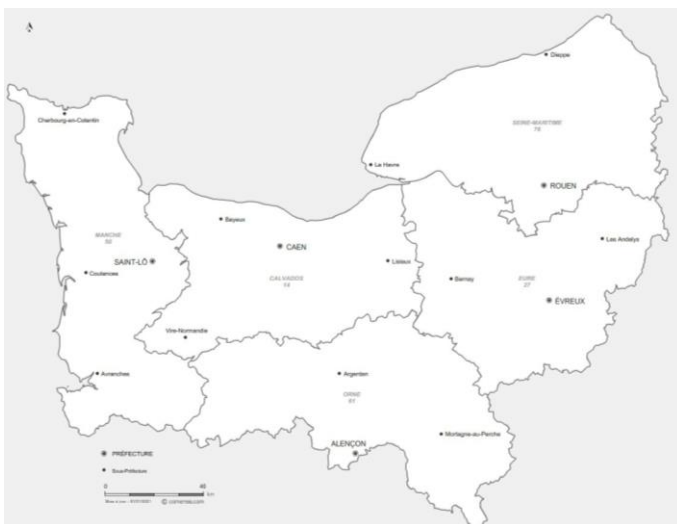 Dieppe
Cherbourg-en-Cotentin
SEINE-MARITIME
76
Le Havre
ROUEN
Bayeux
MANCHE
50
CAEN
Les Andelys
SAINT-LÔ
Lisieux
Coutances
CALVADOS
14
Bernay
EURE
27
ÉVREUX
Vire-Normandie
Avranches
Argentan
ORNE
61
Mortagne-au-Perche
ALENÇON
PRÉFECTURE
Sous-Préfecture
0
km
© comersis.com